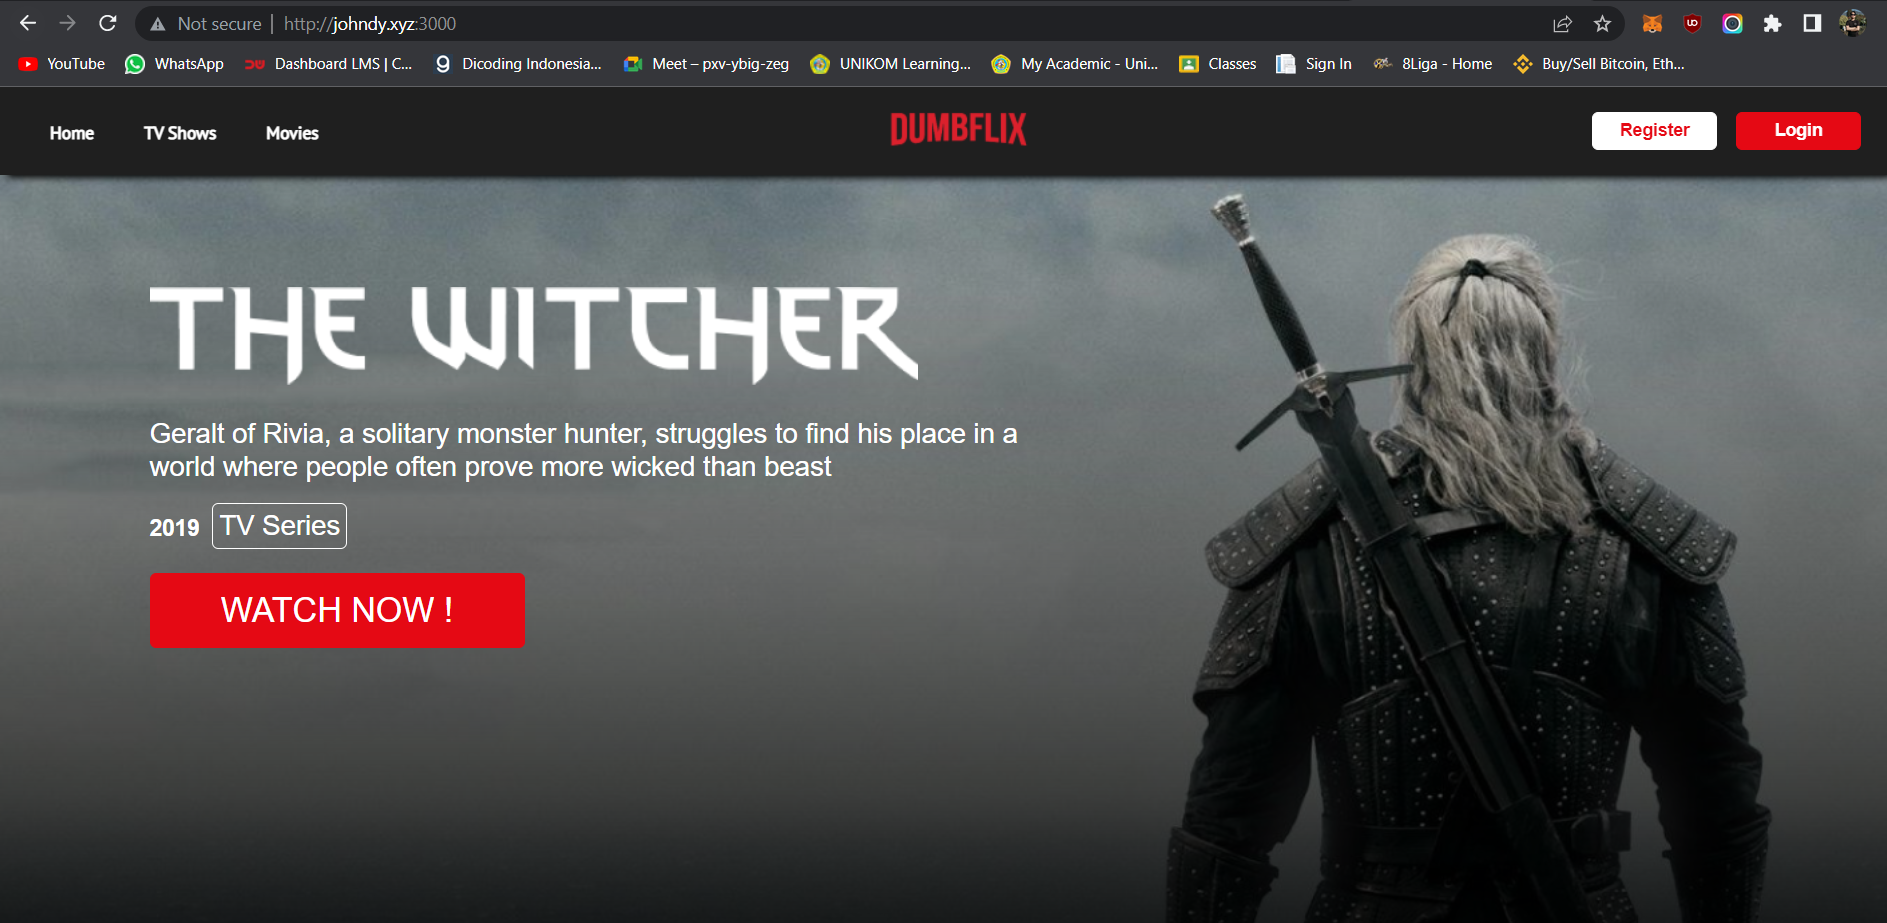 Not secure | http://johndy.xyz:3000
YouTube WhatsApp Dashboard LMS | C... Dicoding Indonesia... Meet – pxv-ybig-zeg UNIKOM Learning... My Academic - Uni... Classes Sign In 8Liga - Home Buy/Sell Bitcoin, Eth...
Home TV Shows Movies DUMBFLIX Register Login
THE WITCHER
Geralt of Rivia, a solitary monster hunter, struggles to find his place in a
world where people often prove more wicked than beast
2019 TV Series
WATCH NOW !